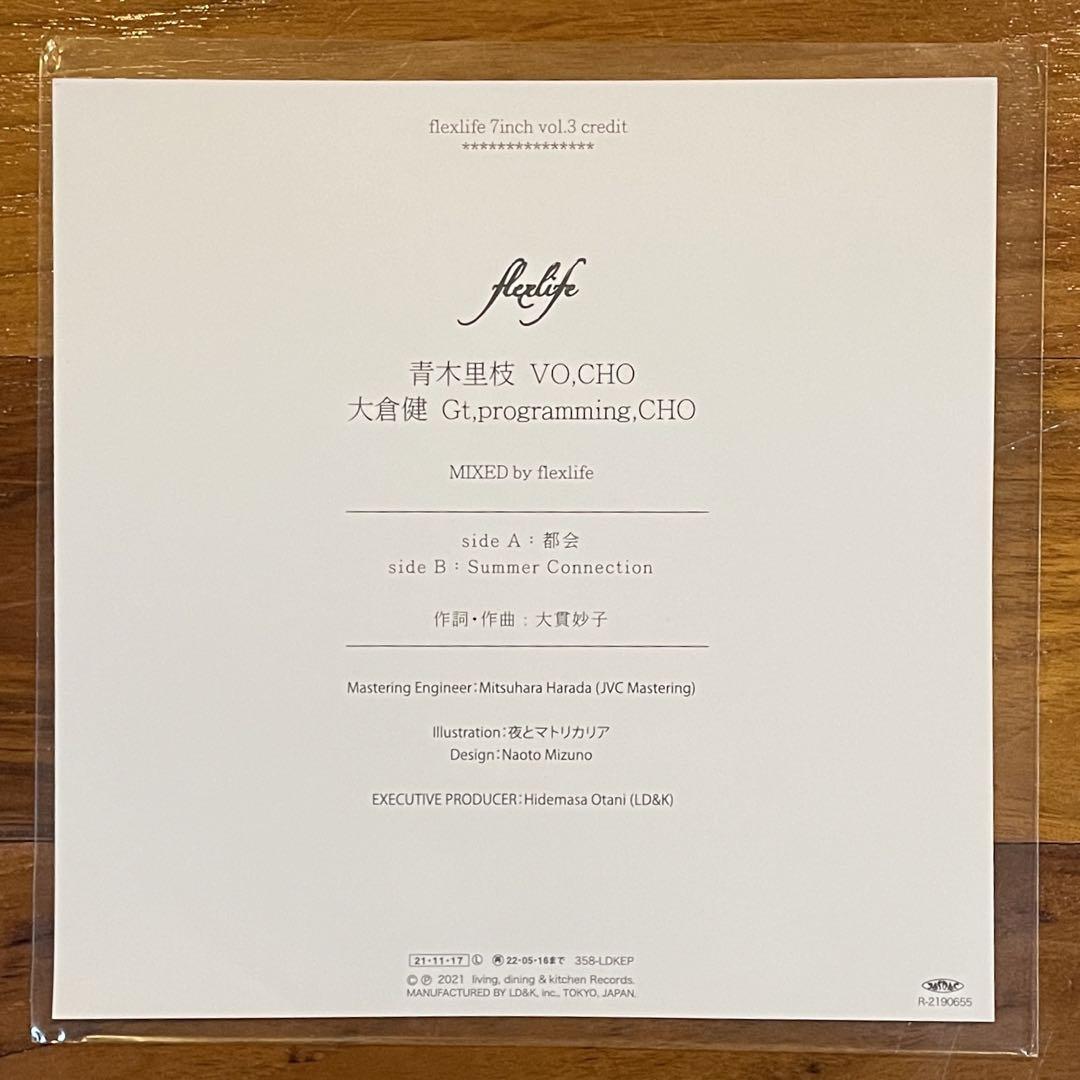 flexlife 7inch vol.3 credit
***************
flexlife
青木里枝 VO,CHO
大倉健 Gt,programming,CHO
MIXED by flexlife
side A : 都会
side B : Summer Connection
作詞・作曲 : 大貫妙子
Mastering Engineer:Mitsuhara Harada (JVC Mastering)
Illustration:夜とマトリカリア
Design:Naoto Mizuno
EXECUTIVE PRODUCER:Hidemasa Otani (LD&K)
21・11・17 Ⓛ ㋵ 22・05・16まで 358-LDKEP
© ℗ 2021 living, dining & kitchen Records.
MANUFACTURED BY LD&K, inc., TOKYO, JAPAN.
JASRAC
R-2190655